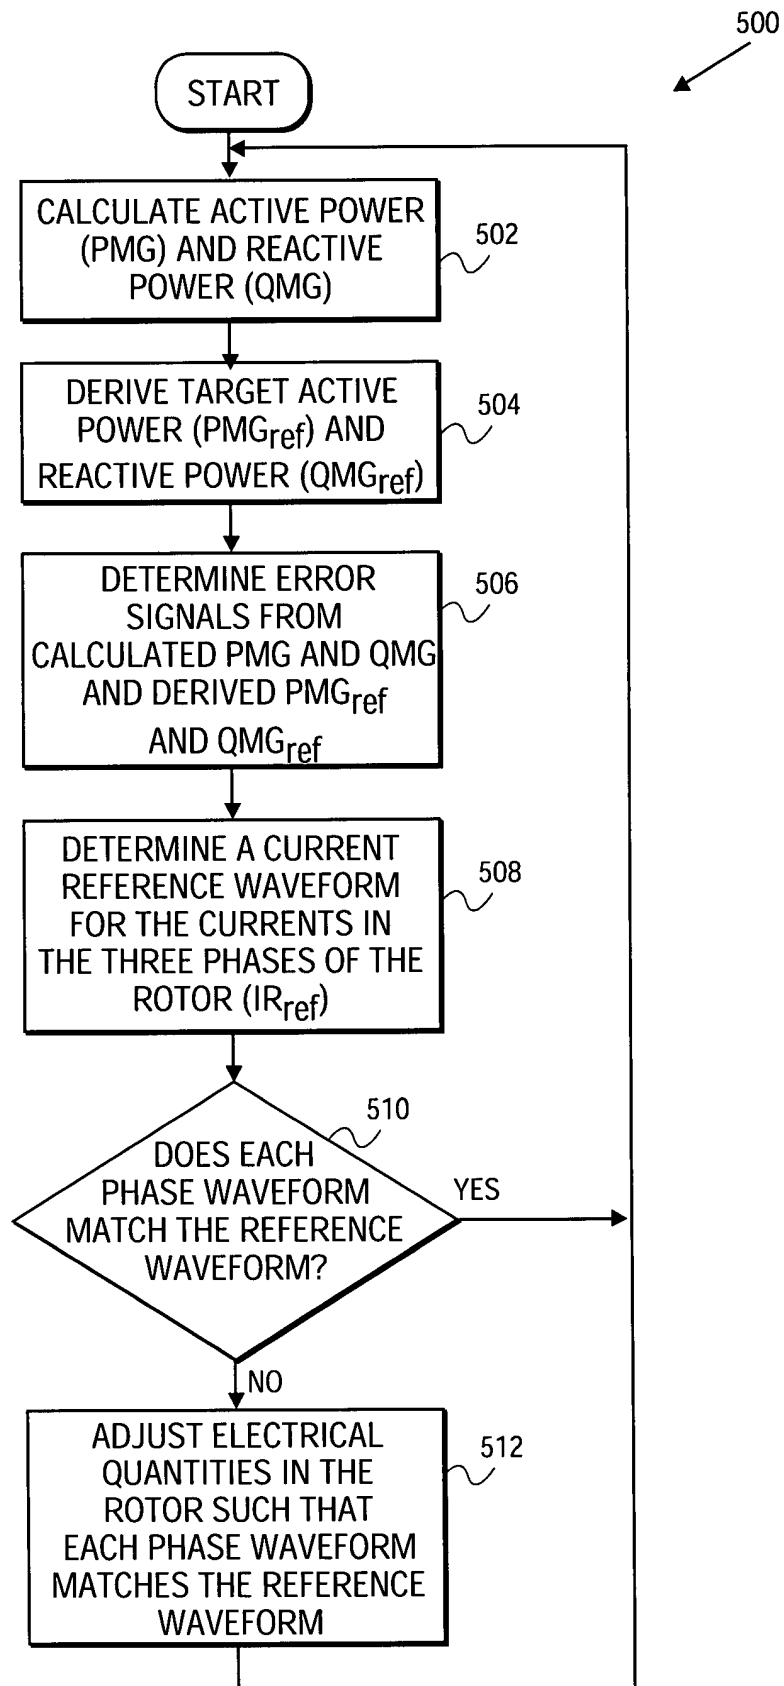 500
START
CALCULATE ACTIVE POWER
(PMG) AND REACTIVE
POWER (QMG)
502
DERIVE TARGET ACTIVE
POWER (PMGref) AND
REACTIVE POWER (QMGref)
504
DETERMINE ERROR
SIGNALS FROM
CALCULATED PMG AND QMG
AND DERIVED PMGref
AND QMGref
506
DETERMINE A CURRENT
REFERENCE WAVEFORM
FOR THE CURRENTS IN
THE THREE PHASES OF THE
ROTOR (IRref)
508
510
DOES EACH
PHASE WAVEFORM
MATCH THE REFERENCE
WAVEFORM?
YES
NO
ADJUST ELECTRICAL
QUANTITIES IN THE
ROTOR SUCH THAT
EACH PHASE WAVEFORM
MATCHES THE REFERENCE
WAVEFORM
512